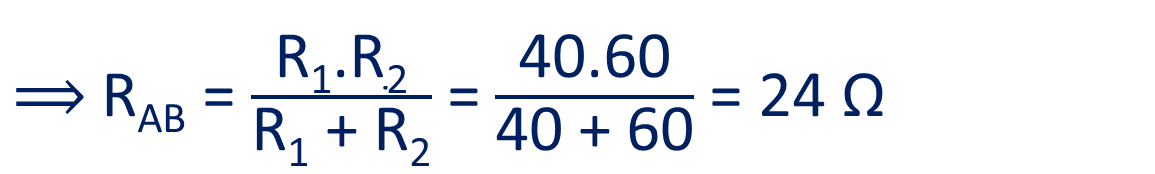 ⟹ R_AB = R₁.R₂ / R₁ + R₂ = 40.60 / 40 + 60 = 24 Ω